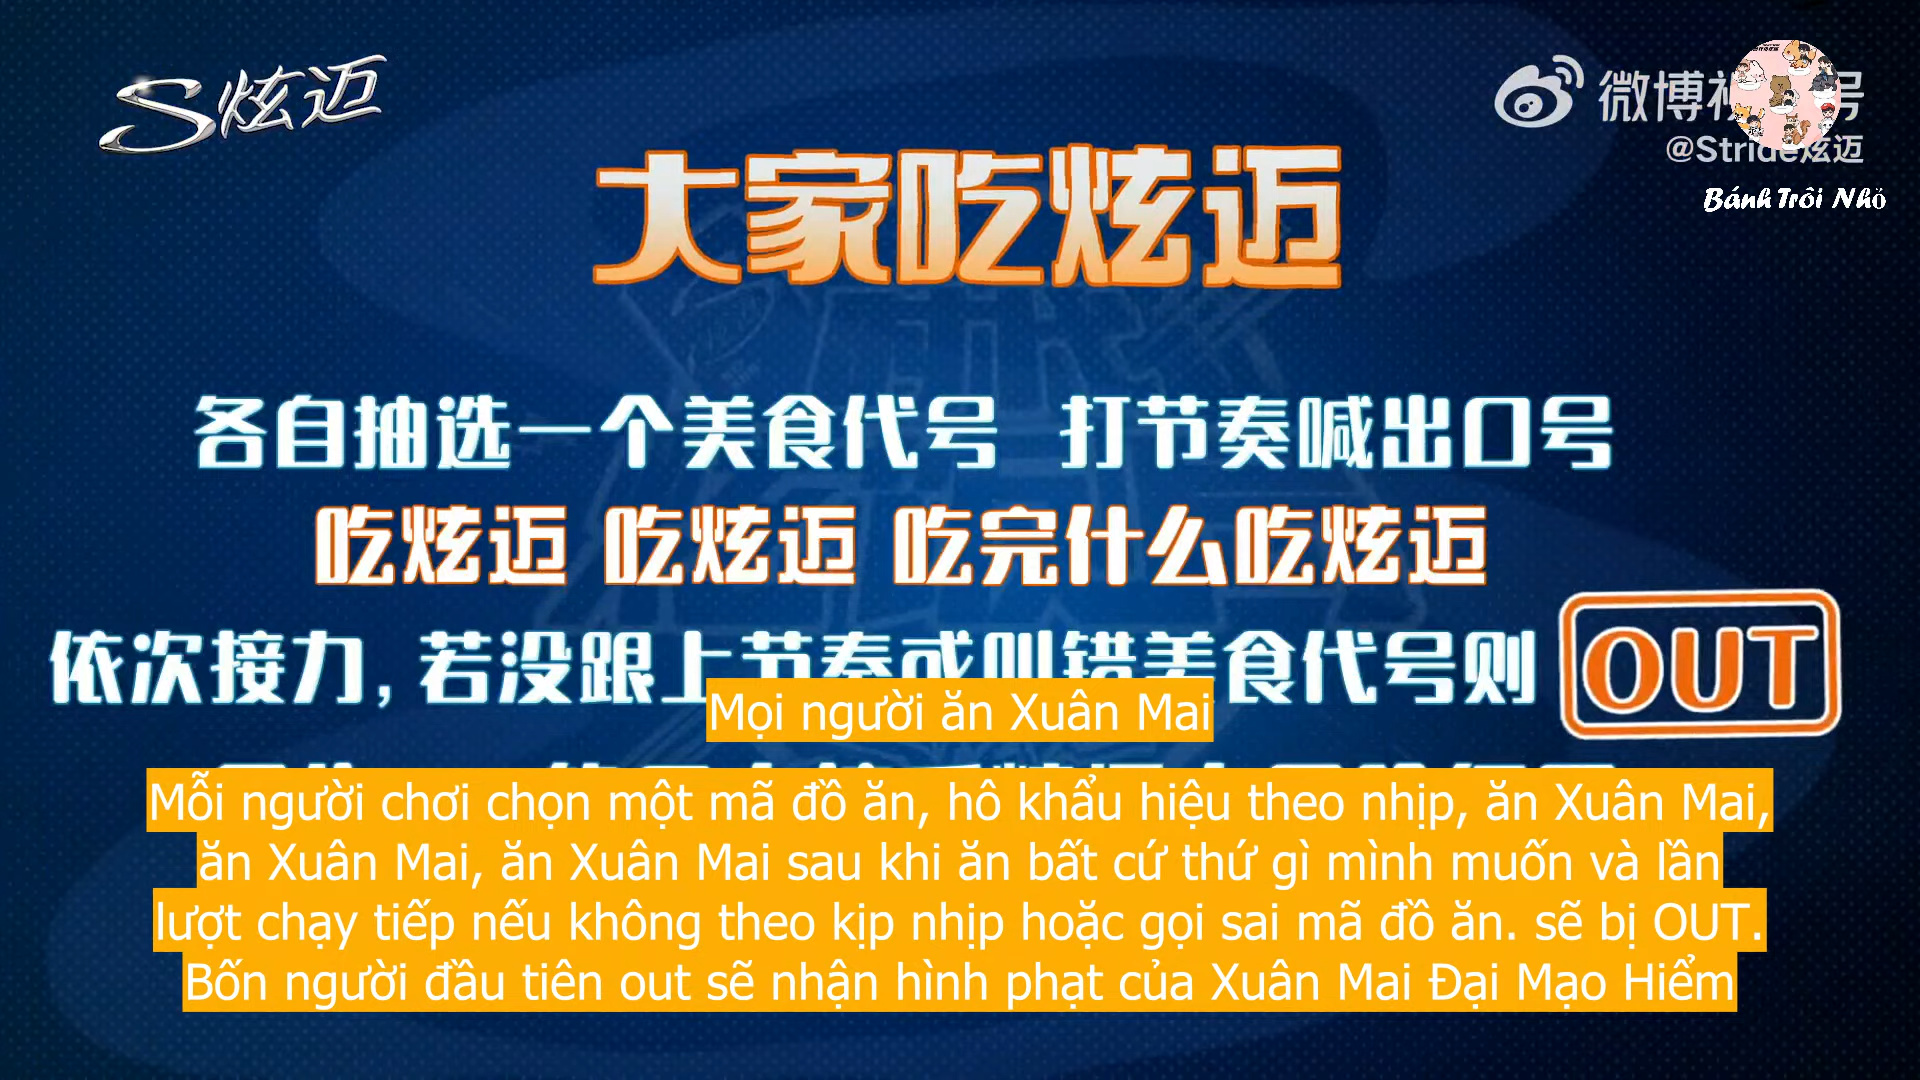 S炫迈
微博视 号
@Stride炫迈
Bánh Trôi Nhỏ
大家吃炫迈
各自抽选一个美食代号 打节奏喊出口号
吃炫迈 吃炫迈 吃完什么吃炫迈
依次接力,若没跟上节奏或叫错美食代号则 OUT
Mọi người ăn Xuân Mai
Mỗi người chơi chọn một mã đồ ăn, hô khẩu hiệu theo nhịp, ăn Xuân Mai,
ăn Xuân Mai, ăn Xuân Mai sau khi ăn bất cứ thứ gì mình muốn và lần
lượt chạy tiếp nếu không theo kịp nhịp hoặc gọi sai mã đồ ăn. sẽ bị OUT.
Bốn người đầu tiên out sẽ nhận hình phạt của Xuân Mai Đại Mạo Hiểm